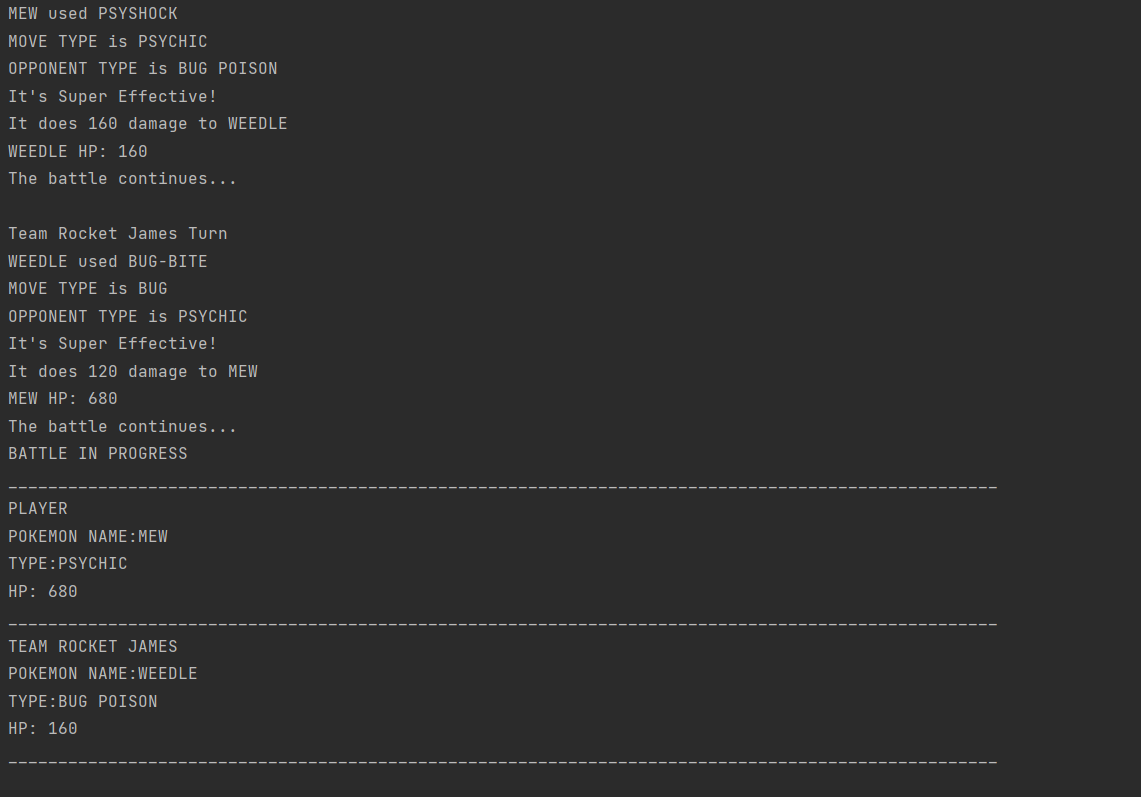 MEW used PSYSHOCK
MOVE TYPE is PSYCHIC
OPPONENT TYPE is BUG POISON
It's Super Effective!
It does 160 damage to WEEDLE
WEEDLE HP: 160
The battle continues...

Team Rocket James Turn
WEEDLE used BUG-BITE
MOVE TYPE is BUG
OPPONENT TYPE is PSYCHIC
It's Super Effective!
It does 120 damage to MEW
MEW HP: 680
The battle continues...
BATTLE IN PROGRESS
___________________________________________________________________________________________________
PLAYER
POKEMON NAME:MEW
TYPE:PSYCHIC
HP: 680
___________________________________________________________________________________________________
TEAM ROCKET JAMES
POKEMON NAME:WEEDLE
TYPE:BUG POISON
HP: 160
___________________________________________________________________________________________________